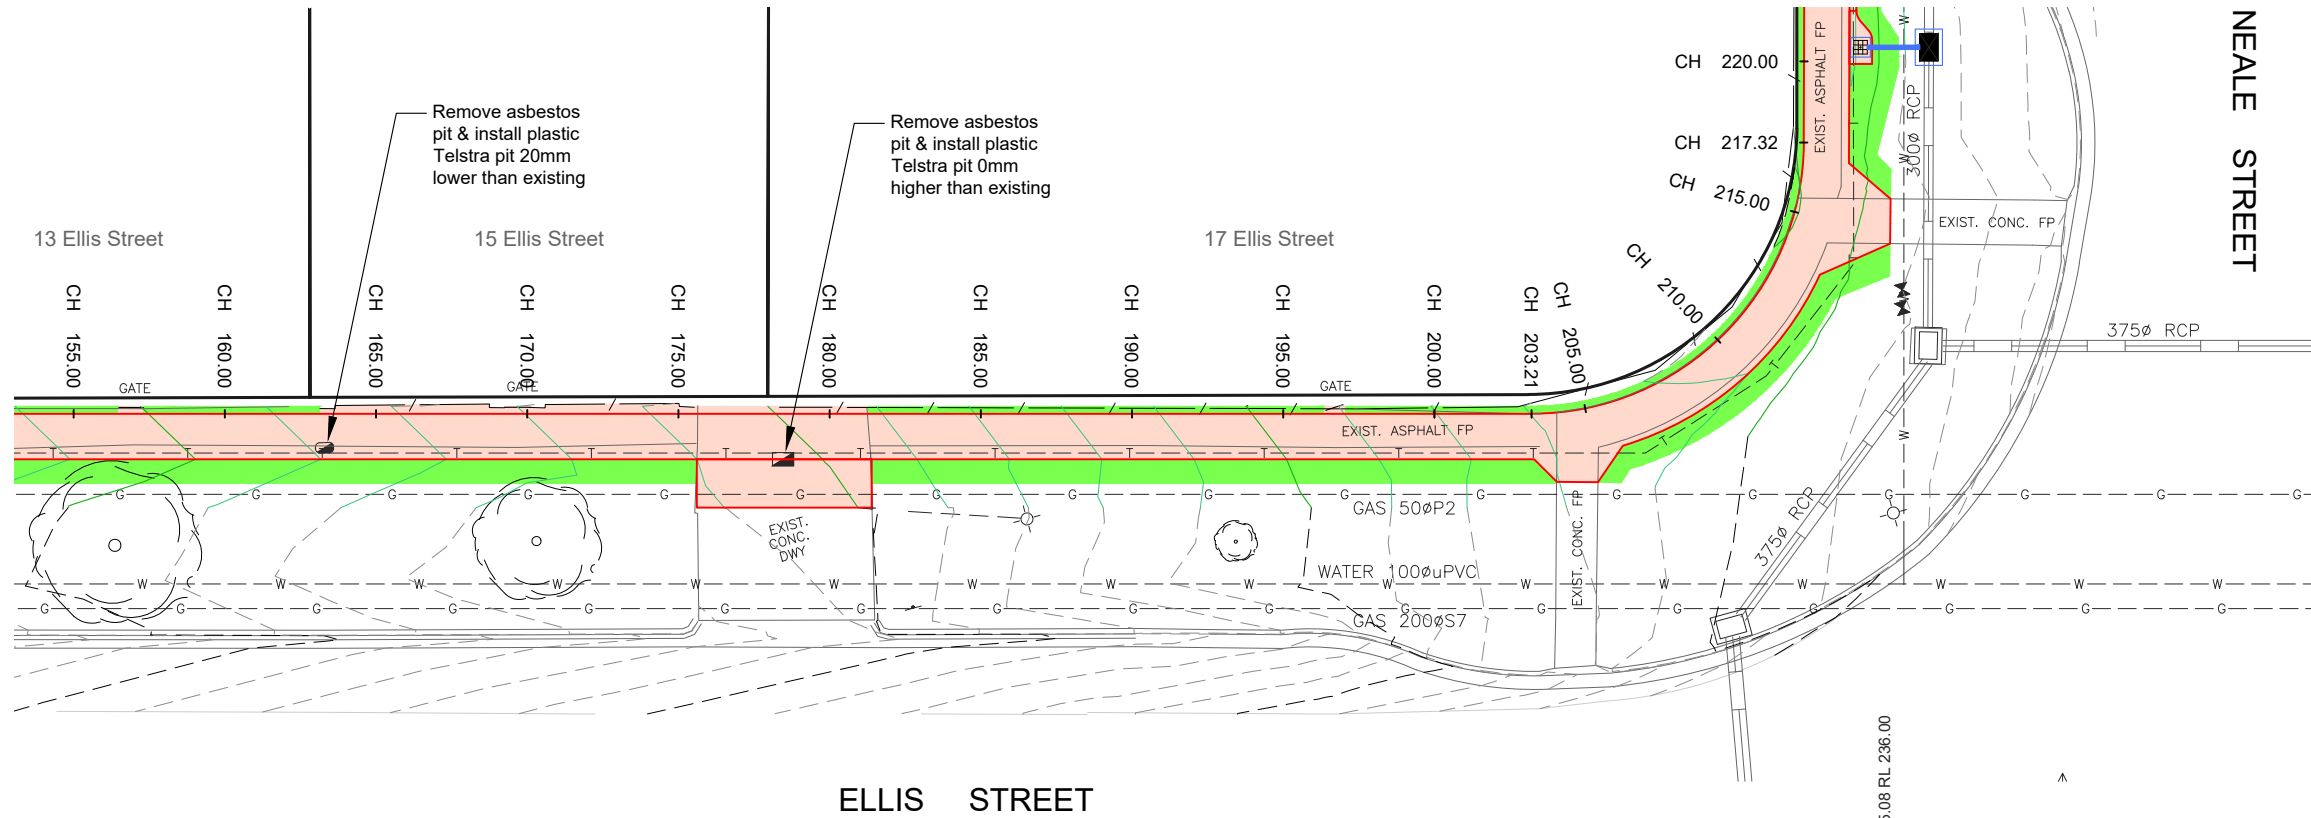 NEALE STREET
CH 220.00
EXIST. ASPHALT FP
300ø RCP
CH 217.32
CH 215.00
EXIST. CONC. FP
Remove asbestos
pit & install plastic
Telstra pit 20mm
lower than existing
Remove asbestos
pit & install plastic
Telstra pit 0mm
higher than existing
13 Ellis Street
15 Ellis Street
17 Ellis Street
CH 155.00
CH 160.00
CH 165.00
CH 170.00
CH 175.00
CH 180.00
CH 185.00
CH 190.00
CH 195.00
CH 200.00
CH 203.21
CH 205.00
CH 210.00
375ø RCP
GATE
GATE
GATE
EXIST. ASPHALT FP
T T T T T T T T T T T T T T
G G G G G G G G G G G G G G G G G
GAS 50øP2
EXIST.
CONC.
DWY
EXIST. CONC. FP
375ø RCP
WATER 100øuPVC
W W W W W W W W W W W W W W W W
G G G G G G G G G G G G G G G G G
GAS 200øS7
W
W
W
ELLIS STREET
.08 RL 236.00